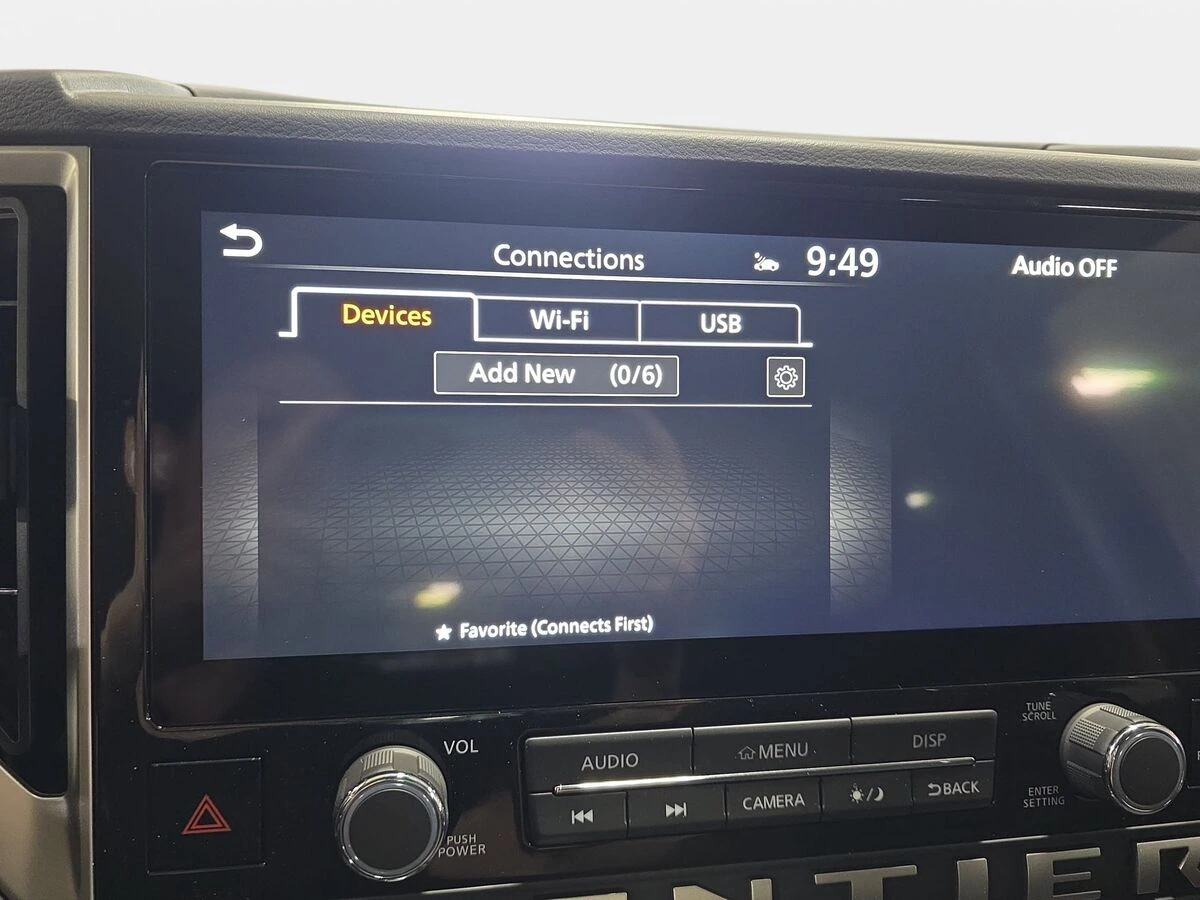 Connections
9:49
Audio OFF
Devices
Wi-Fi
USB
Add New (0/6)
★ Favorite (Connects First)
VOL
PUSH
POWER
AUDIO
MENU
DISP
CAMERA
BACK
TUNE
SCROLL
ENTER
SETTING
NTIER